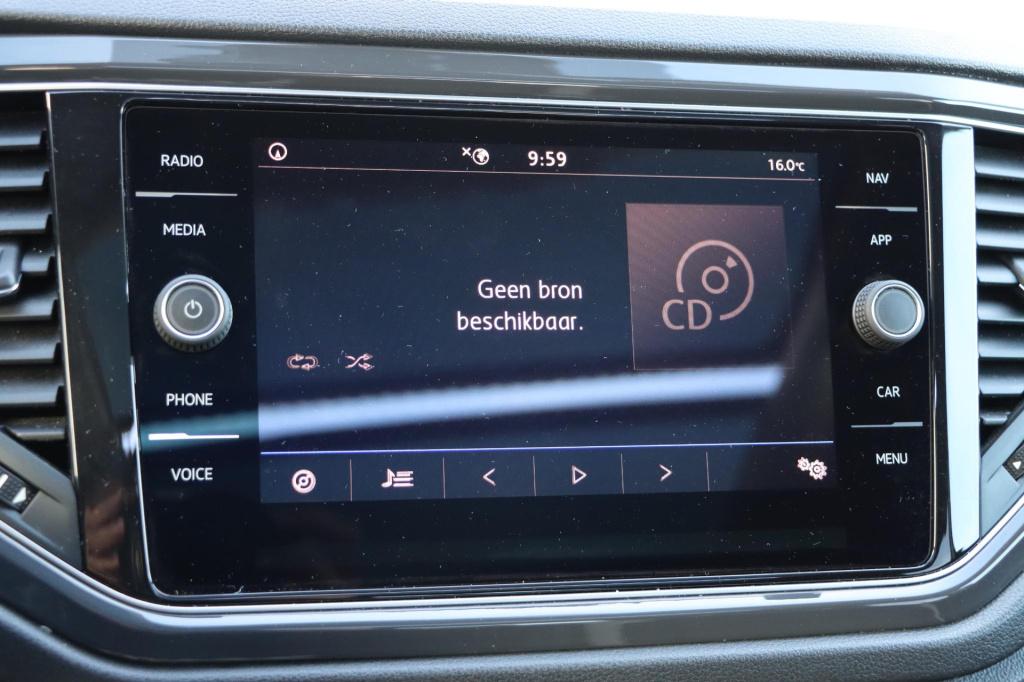 RADIO
MEDIA
PHONE
VOICE
9:59
16.0°C
Geen bron
beschikbaar.
CD
NAV
APP
CAR
MENU